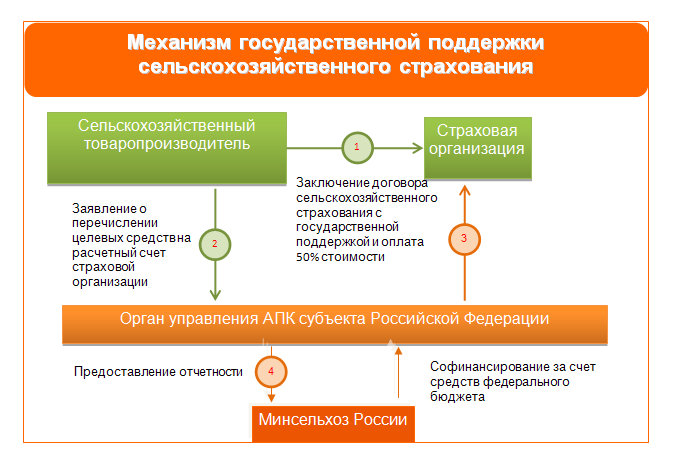 Механизм государственной поддержки
сельскохозяйственного страхования
Сельскохозяйственный
товаропроизводитель
1
Страховая
организация
Заключение договора
сельскохозяйственного
страхования с
государственной
поддержкой и оплата
50% стоимости
Заявление о
перечислении
целевых средств на
расчетный счет
страховой
организации
2
3
Орган управления АПК субъекта Российской Федерации
Предоставление отчетности
4
Софинансирование за счет
средств федерального
бюджета
Минсельхоз России